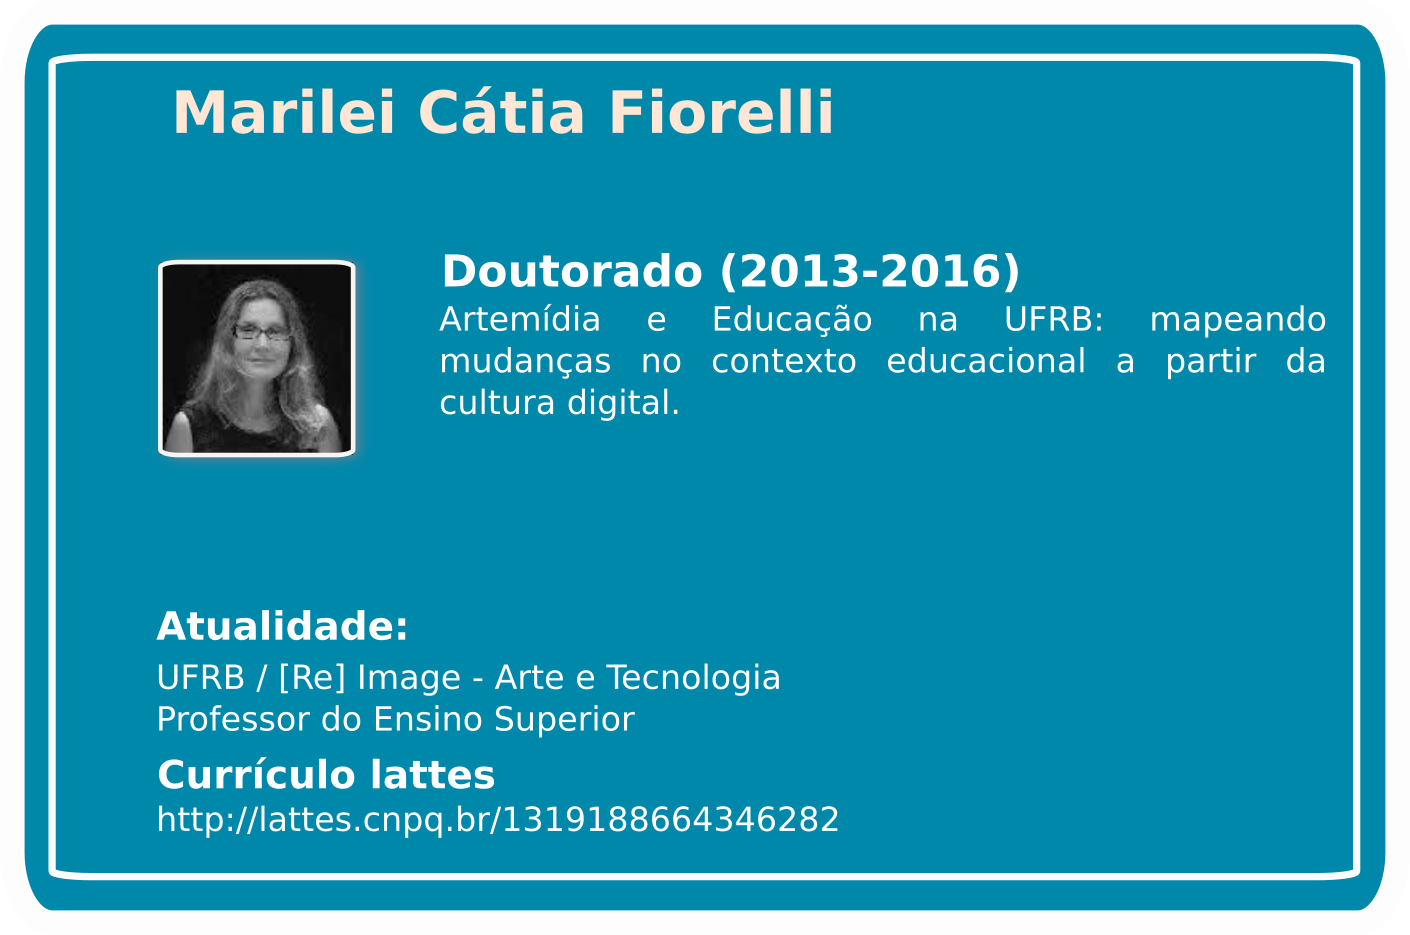 Marilei Cátia Fiorelli
Doutorado (2013-2016)
Artemídia e Educação na UFRB: mapeando
mudanças no contexto educacional a partir da
cultura digital.
Atualidade:
UFRB / [Re] Image - Arte e Tecnologia
Professor do Ensino Superior
Currículo lattes
http://lattes.cnpq.br/1319188664346282